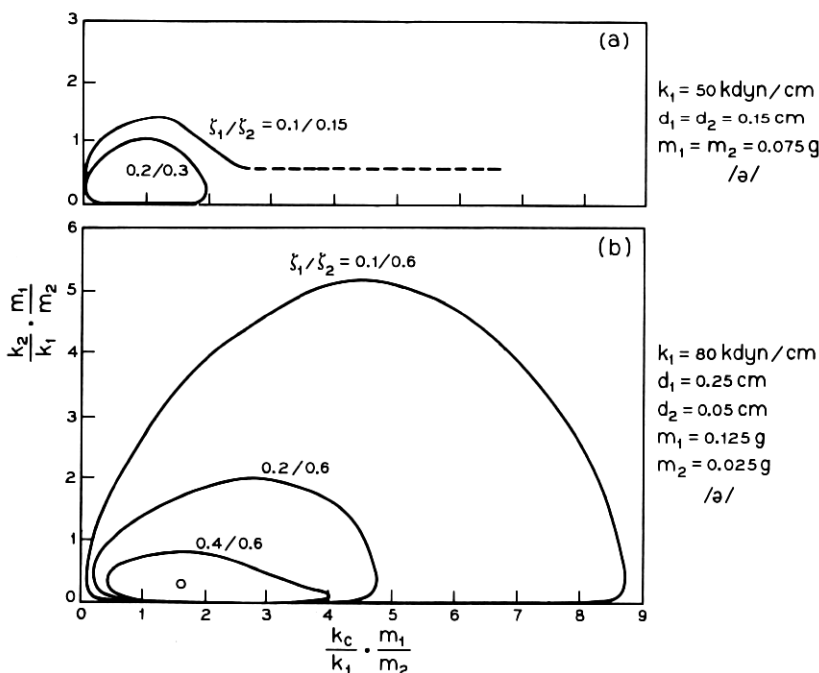 3
(a)
2
ζ₁/ζ₂ = 0.1/0.15
1
0.2/0.3
0
k₁ = 50 kdyn/cm
d₁ = d₂ = 0.15 cm
m₁ = m₂ = 0.075 g
/ə/
6
(b)
ζ₁/ζ₂ = 0.1/0.6
5
4
3
0.2/0.6
2
0.4/0.6
1
0
k₂/k₁ · m₁/m₂
k₁ = 80 kdyn/cm
d₁ = 0.25 cm
d₂ = 0.05 cm
m₁ = 0.125 g
m₂ = 0.025 g
/ə/
0 1 2 3 4 5 6 7 8 9
k_c/k₁ · m₁/m₂